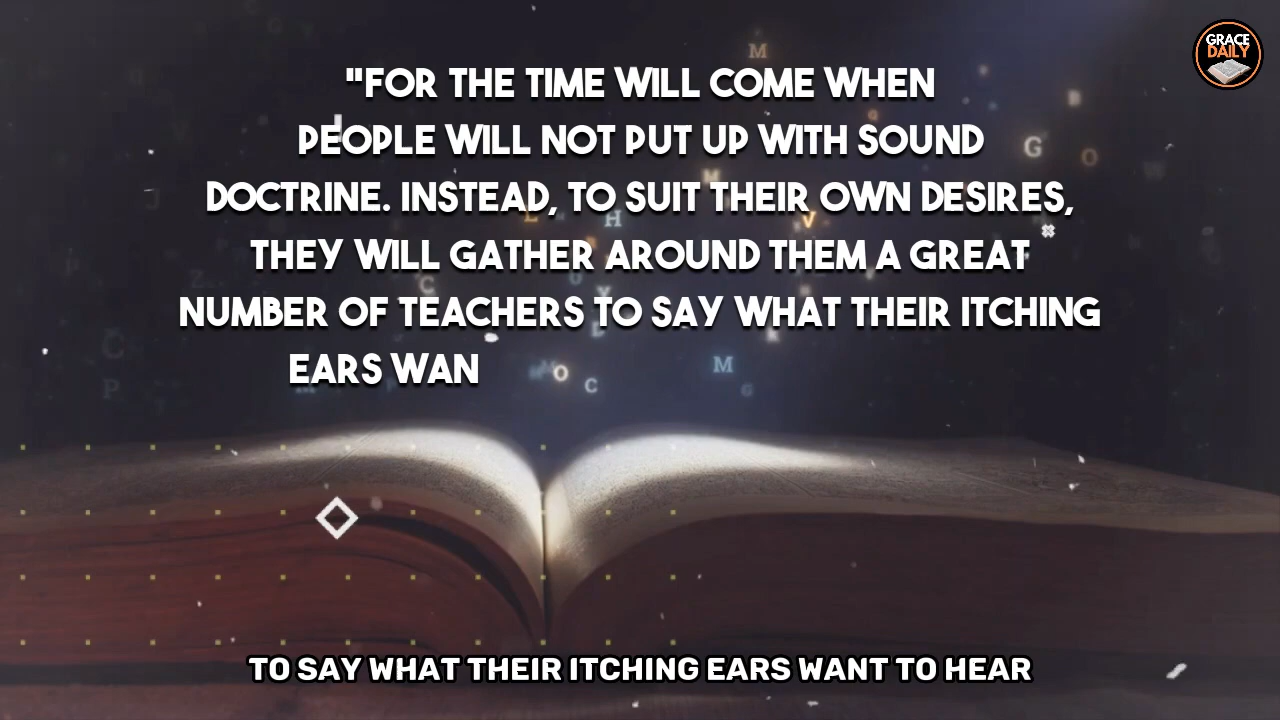 GRACE
DAILY
"FOR THE TIME WILL COME WHEN
PEOPLE WILL NOT PUT UP WITH SOUND
DOCTRINE. INSTEAD, TO SUIT THEIR OWN DESIRES,
THEY WILL GATHER AROUND THEM A GREAT
NUMBER OF TEACHERS TO SAY WHAT THEIR ITCHING
EARS WAN
TO SAY WHAT THEIR ITCHING EARS WANT TO HEAR